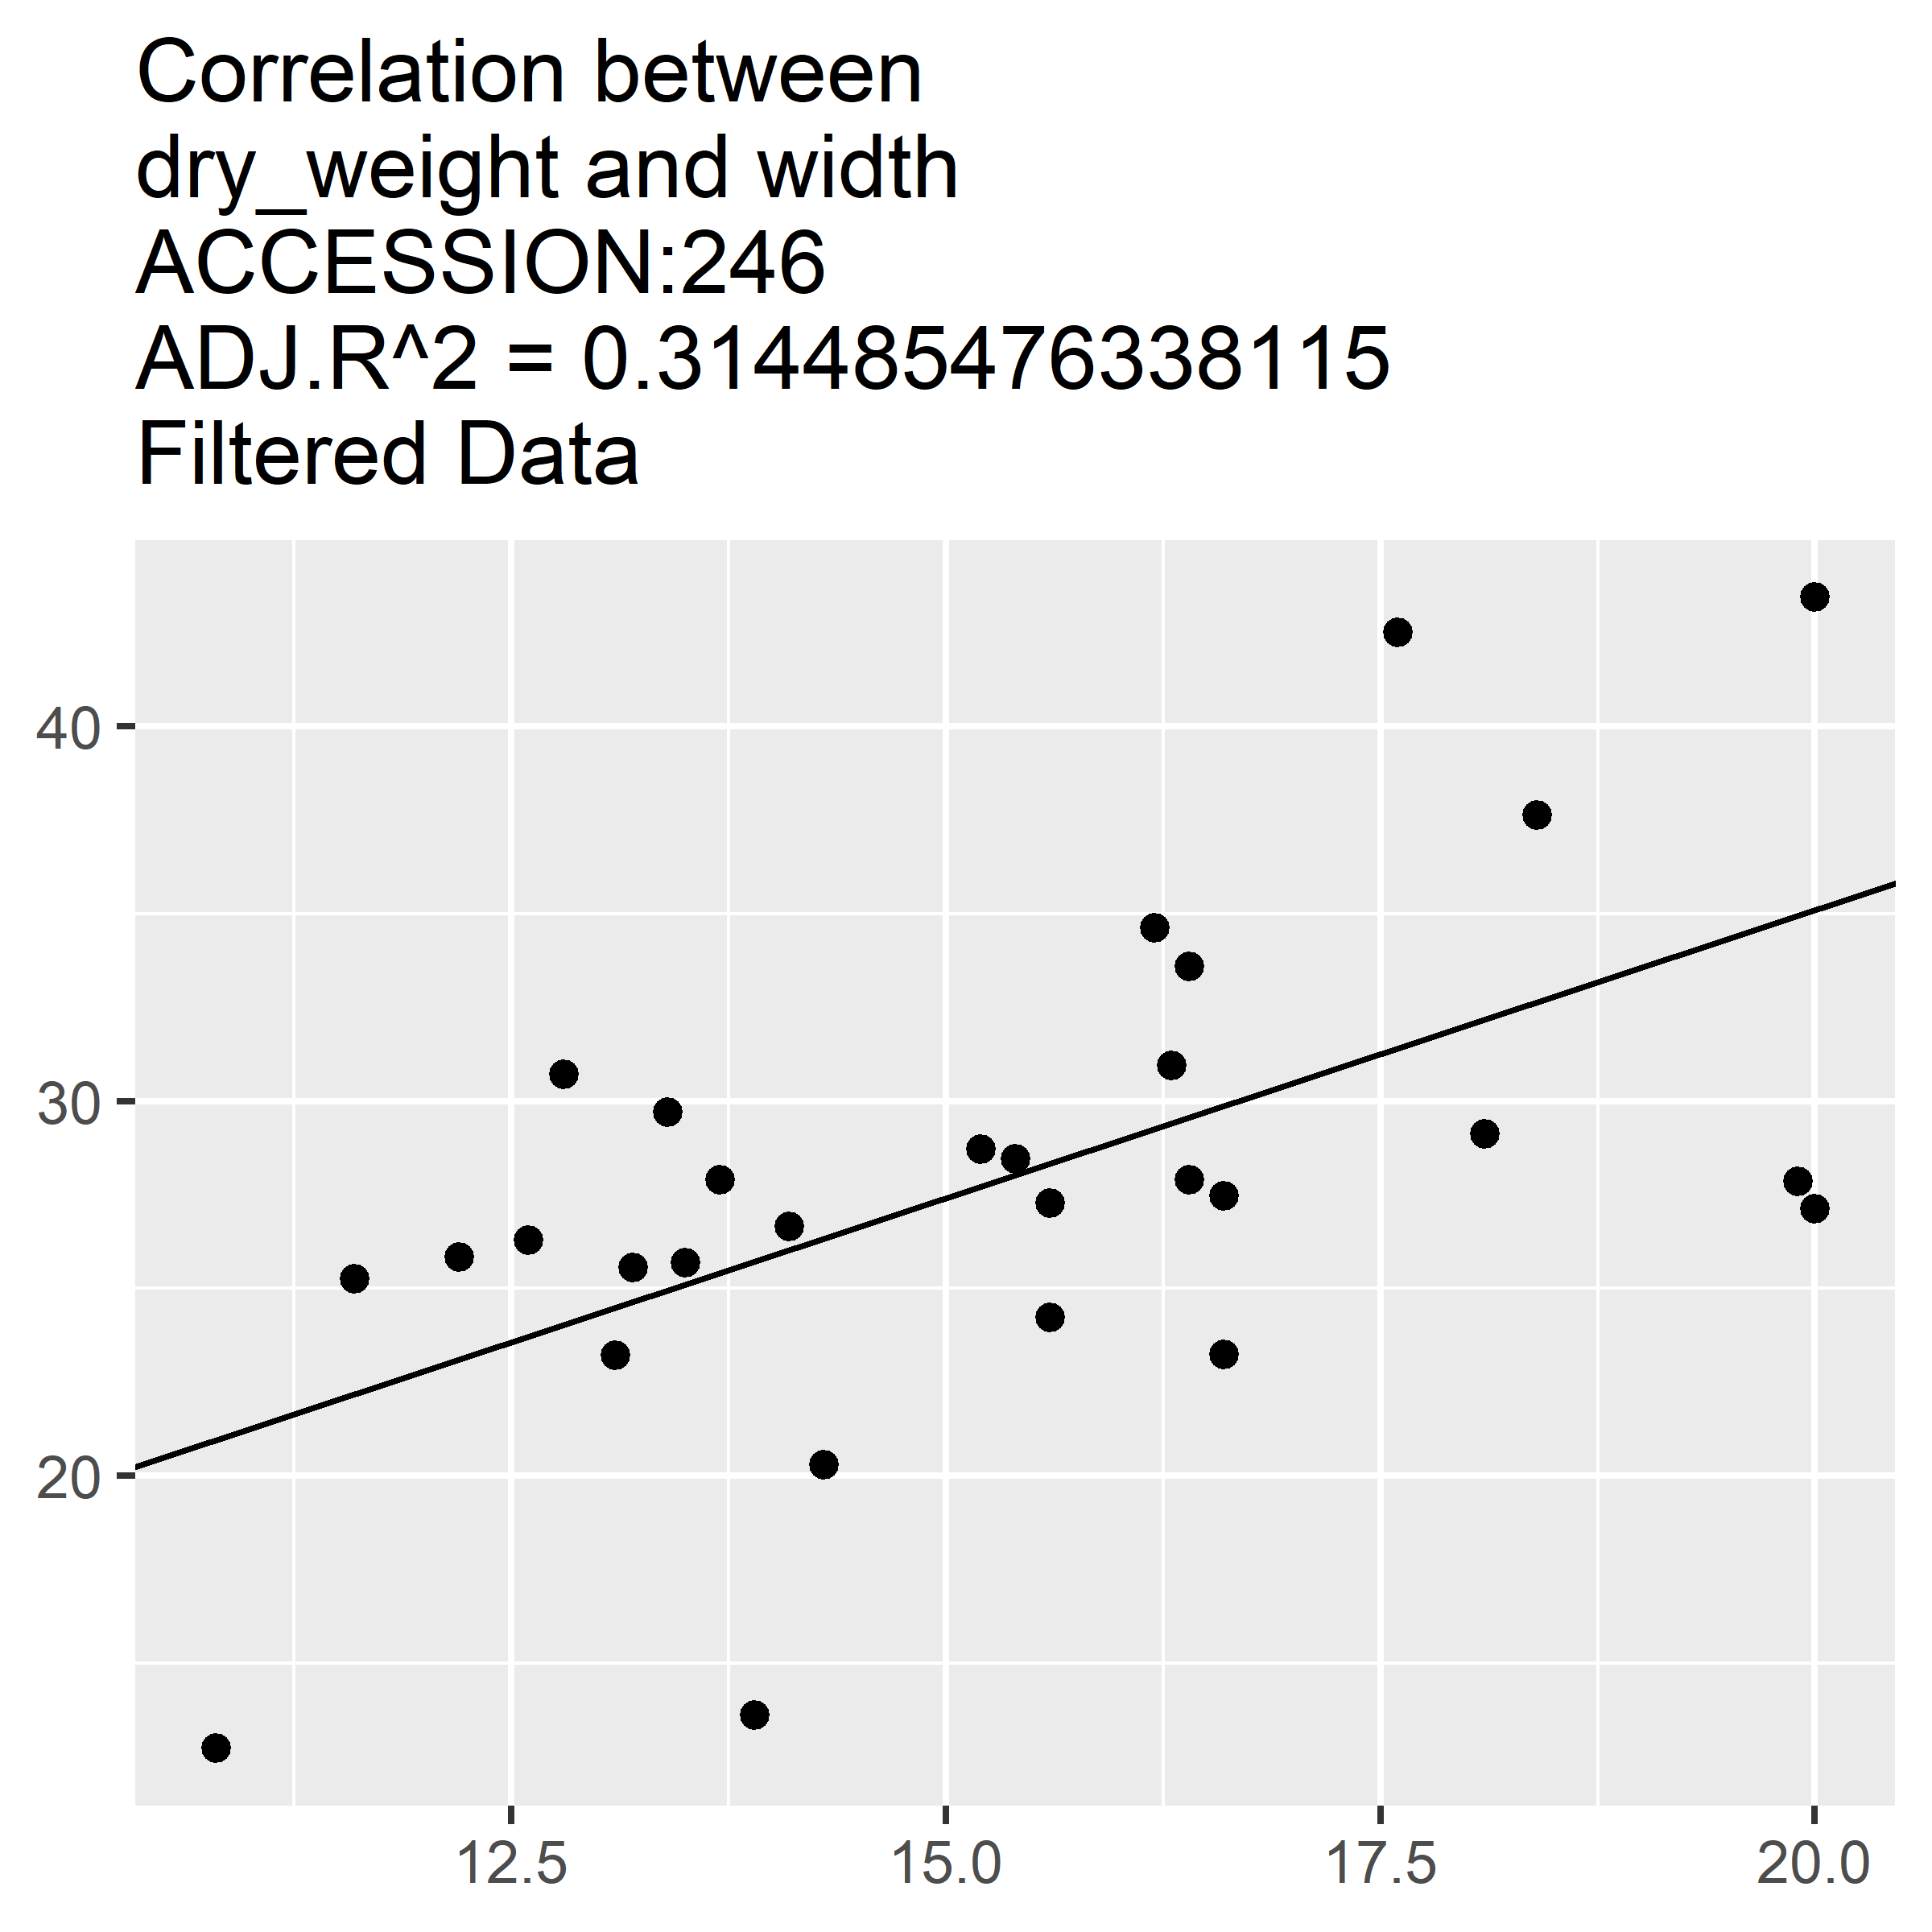 Correlation between
dry_weight and width
ACCESSION:246
ADJ.R^2 = 0.314485476338115
Filtered Data
40
30
20
12.5 15.0 17.5 20.0